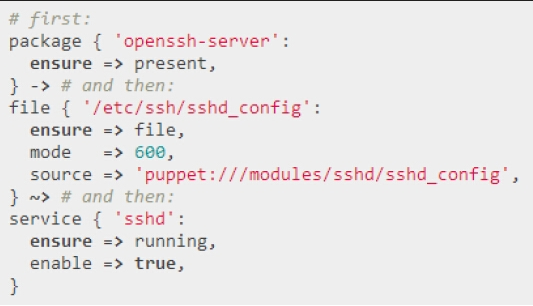 # first:
package { 'openssh-server':
  ensure => present,
} -> # and then:
file { '/etc/ssh/sshd_config':
  ensure => file,
  mode   => 600,
  source => 'puppet:///modules/sshd/sshd_config',
} ~> # and then:
service { 'sshd':
  ensure => running,
  enable => true,
}